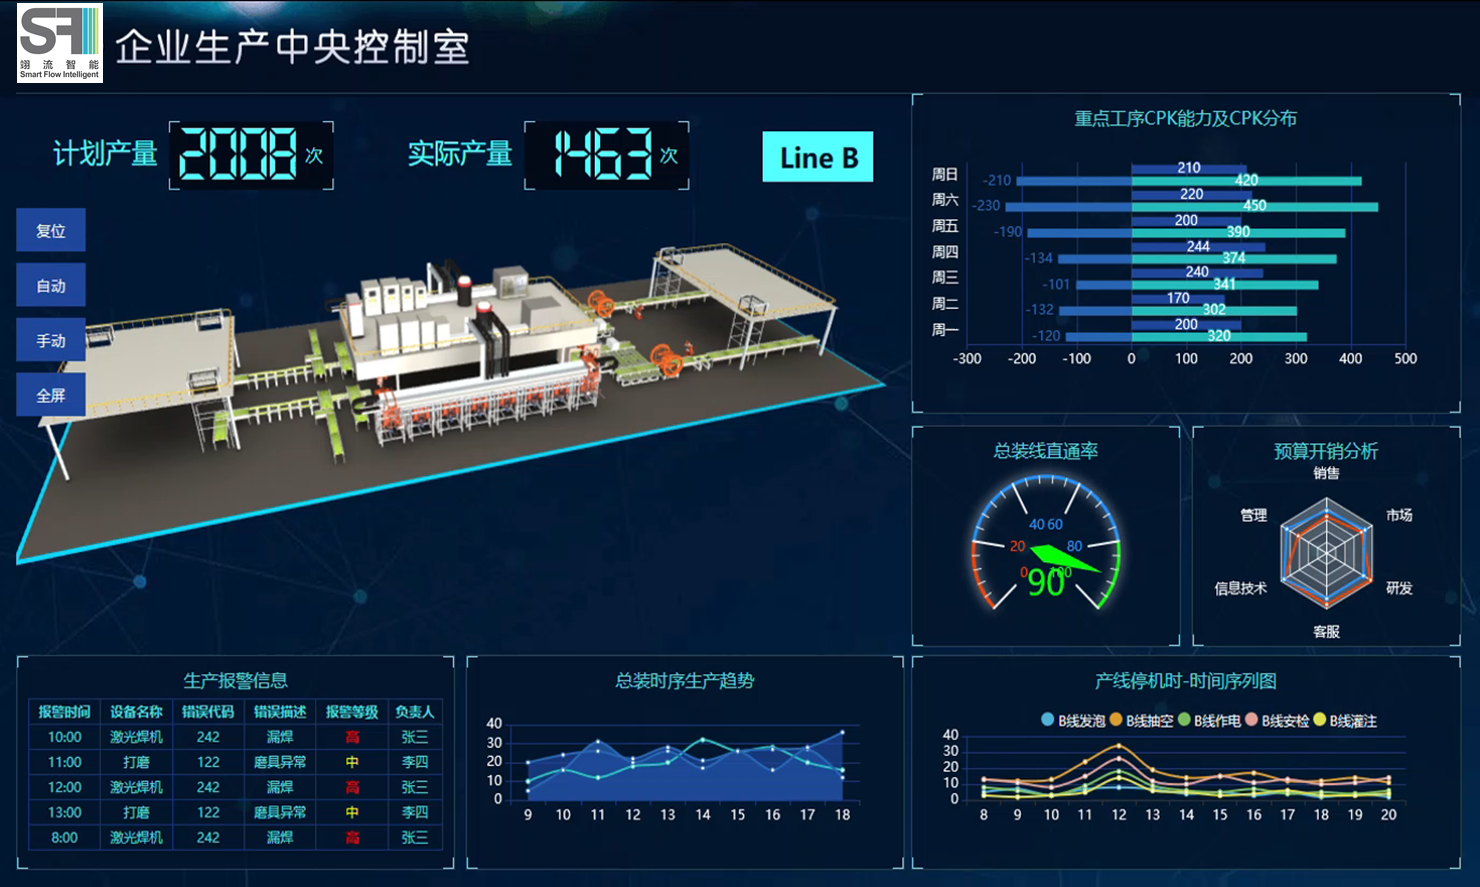 SF
翊 流 智 能
Smart Flow Intelligent
企业生产中央控制室
计划产量 2008 次
实际产量 1463 次
Line B
复位
自动
手动
全屏
重点工序CPK能力及CPK分布
周日 -210 210 420
周六 -230 220 450
周五 -190 200 390
周四 -134 244 374
周三 -101 240 341
周二 -132 170 302
周一 -120 200 320
-300 -200 -100 0 100 200 300 400 500
总装线直通率
0 20 40 60 80 100
90
预算开销分析
销售
管理 市场
信息技术 研发
客服
生产报警信息
报警时间 设备名称 错误代码 错误描述 报警等级 负责人
10:00 激光焊机 242 漏焊 高 张三
11:00 打磨 122 磨具异常 中 李四
12:00 激光焊机 242 漏焊 高 张三
13:00 打磨 122 磨具异常 中 李四
8:00 激光焊机 242 漏焊 高 张三
总装时序生产趋势
40
30
20
10
0
9 10 11 12 13 14 15 16 17 18
产线停机时-时间序列图
B线发泡 B线抽空 B线作电 B线安检 B线灌注
40
30
20
10
0
8 9 10 11 12 13 14 15 16 17 18 19 20